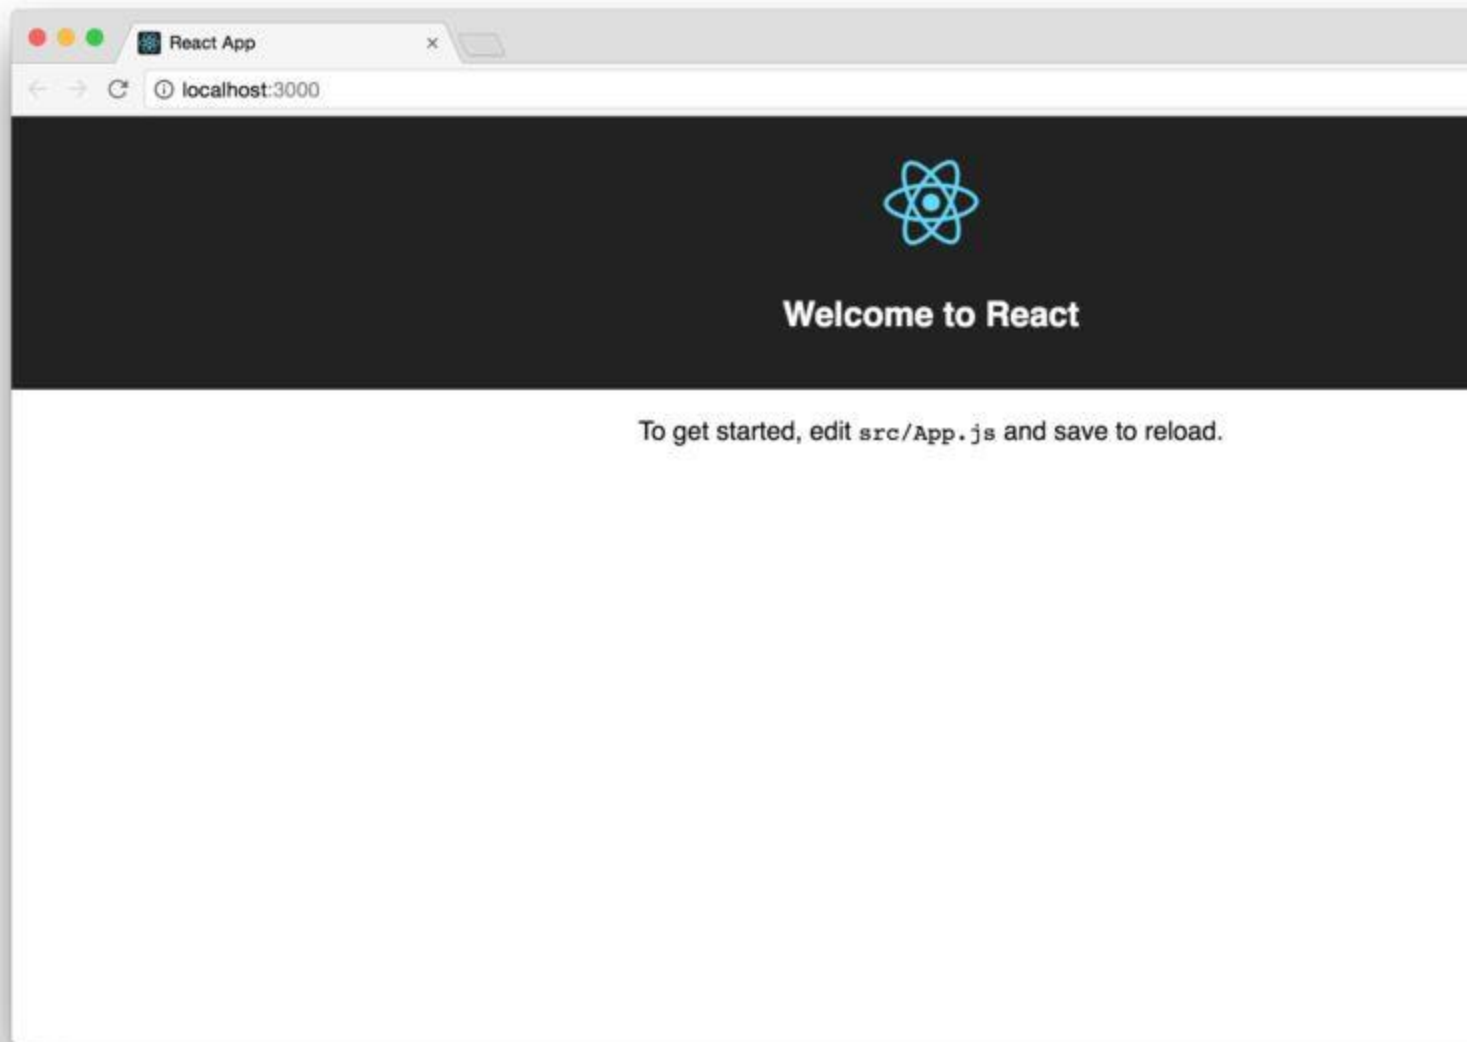 React App
localhost:3000
Welcome to React
To get started, edit src/App.js and save to reload.